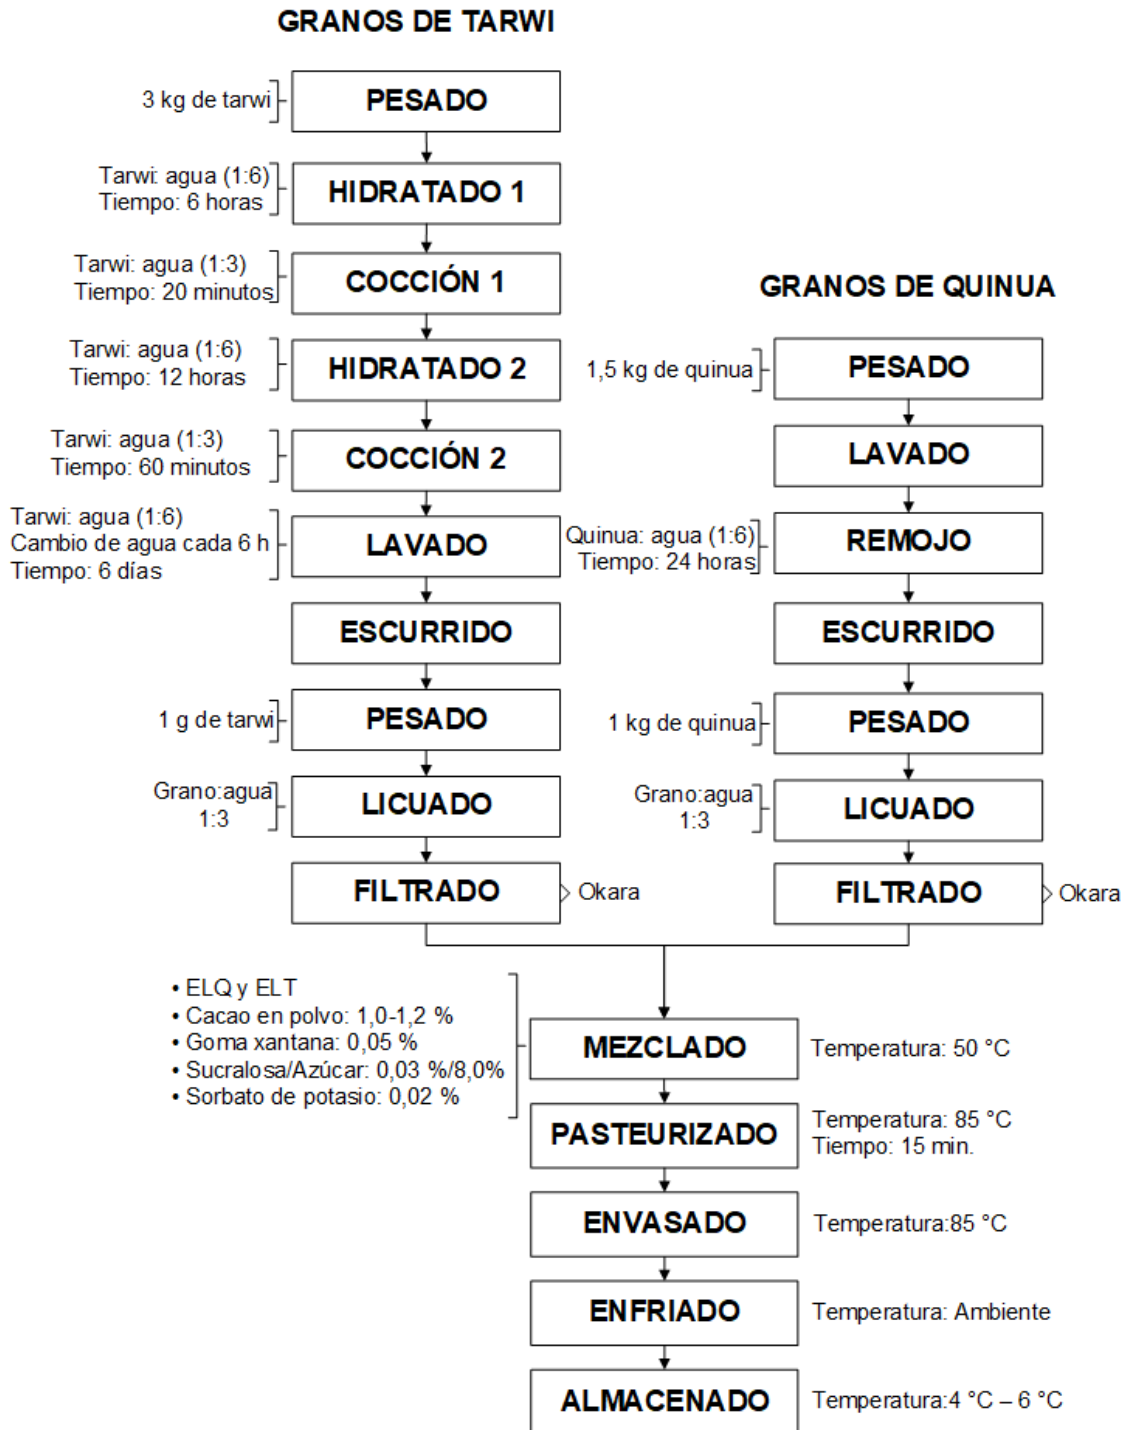 GRANOS DE TARWI
3 kg de tarwi
PESADO
Tarwi: agua (1:6)
Tiempo: 6 horas
HIDRATADO 1
Tarwi: agua (1:3)
Tiempo: 20 minutos
COCCIÓN 1
Tarwi: agua (1:6)
Tiempo: 12 horas
HIDRATADO 2
Tarwi: agua (1:3)
Tiempo: 60 minutos
COCCIÓN 2
Tarwi: agua (1:6)
Cambio de agua cada 6 h
Tiempo: 6 días
LAVADO
ESCURRIDO
1 g de tarwi
PESADO
Grano:agua
1:3
LICUADO
FILTRADO
Okara
GRANOS DE QUINUA
1,5 kg de quinua
PESADO
LAVADO
Quinua: agua (1:6)
Tiempo: 24 horas
REMOJO
ESCURRIDO
1 kg de quinua
PESADO
Grano:agua
1:3
LICUADO
FILTRADO
Okara
• ELQ y ELT
• Cacao en polvo: 1,0-1,2 %
• Goma xantana: 0,05 %
• Sucralosa/Azúcar: 0,03 %/8,0%
• Sorbato de potasio: 0,02 %
MEZCLADO
Temperatura: 50 °C
PASTEURIZADO
Temperatura: 85 °C
Tiempo: 15 min.
ENVASADO
Temperatura:85 °C
ENFRIADO
Temperatura: Ambiente
ALMACENADO
Temperatura:4 °C – 6 °C